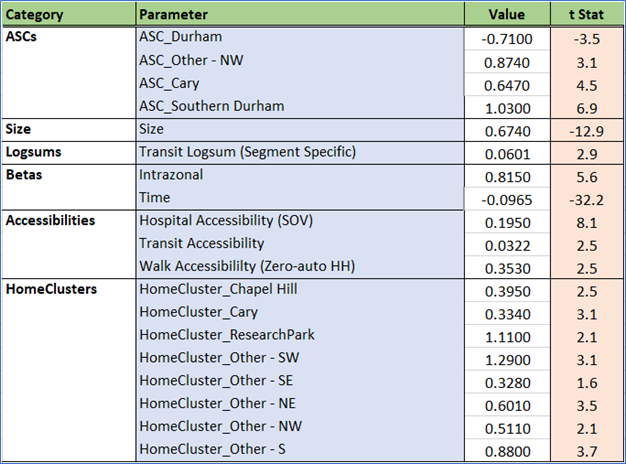 Category Parameter Value t Stat
ASCs ASC_Durham -0.7100 -3.5
ASC_Other - NW 0.8740 3.1
ASC_Cary 0.6470 4.5
ASC_Southern Durham 1.0300 6.9
Size Size 0.6740 -12.9
Logsums Transit Logsum (Segment Specific) 0.0601 2.9
Betas Intrazonal 0.8150 5.6
Time -0.0965 -32.2
Accessibilities Hospital Accessibility (SOV) 0.1950 8.1
Transit Accessibility 0.0322 2.5
Walk Accessibililty (Zero-auto HH) 0.3530 2.5
HomeClusters HomeCluster_Chapel Hill 0.3950 2.5
HomeCluster_Cary 0.3340 3.1
HomeCluster_ResearchPark 1.1100 2.1
HomeCluster_Other - SW 1.2900 3.1
HomeCluster_Other - SE 0.3280 1.6
HomeCluster_Other - NE 0.6010 3.5
HomeCluster_Other - NW 0.5110 2.1
HomeCluster_Other - S 0.8800 3.7